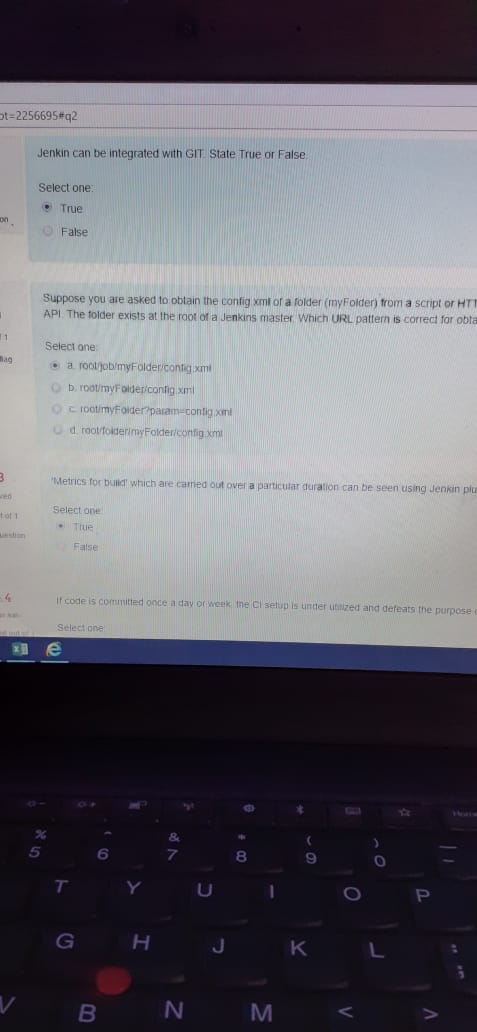 ot=2256695#q2
Jenkin can be integrated with GIT. State True or False.
Select one:
True
on
False
Suppose you are asked to obtain the config xml of a folder (myFolder) from a script or HTT
API. The folder exists at the root of a Jenkins master. Which URL pattern is correct for obta
Select one:
a. root/job/myFolder/config.xml
b. root/myFolder/config.xml
c. root/myFolder?param=config.xml
d. root/folder/myFolder/config.xml
3
'Metrics for build' which are carried out over a particular duration can be seen using Jenkin plu
ved
Select one:
t of 1
True
uestion
False
4
If code is committed once a day or week, the CI setup is under utilized and defeats the purpose
Select one:
% ^ & * ( )
5 6 7 8 9 0
T Y U I O P
G H J K L : ;
V B N M < >